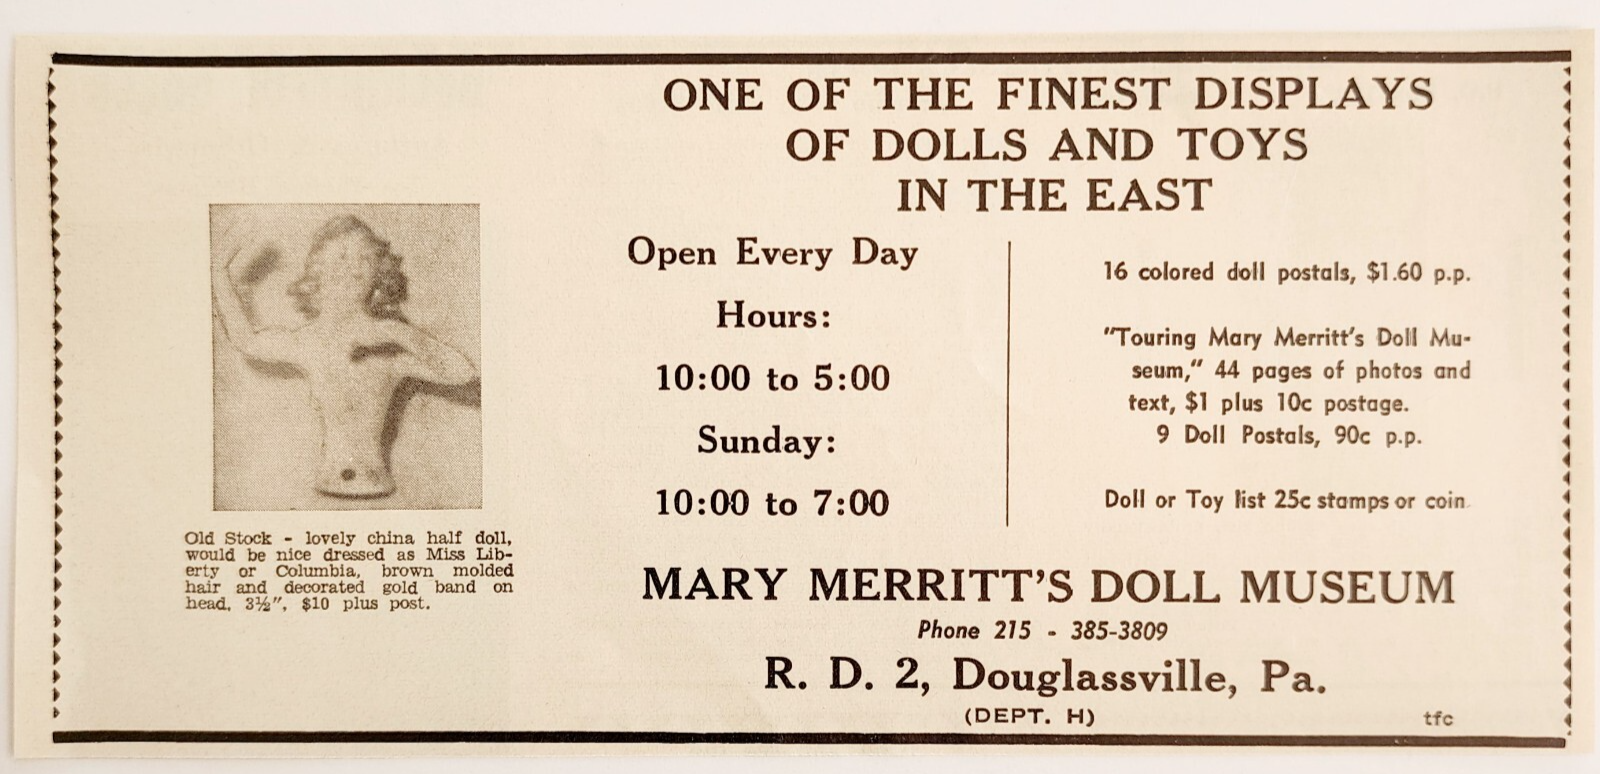 ONE OF THE FINEST DISPLAYS
OF DOLLS AND TOYS
IN THE EAST
Old Stock - lovely china half doll,
would be nice dressed as Miss Lib-
erty or Columbia, brown molded
hair and decorated gold band on
head, 3½", $10 plus post.
Open Every Day
Hours:
10:00 to 5:00
Sunday:
10:00 to 7:00
16 colored doll postals, $1.60 p.p.
"Touring Mary Merritt's Doll Mu-
seum," 44 pages of photos and
text, $1 plus 10c postage.
9 Doll Postals, 90c p.p.
Doll or Toy list 25c stamps or coin.
MARY MERRITT'S DOLL MUSEUM
Phone 215 - 385-3809
R. D. 2, Douglassville, Pa.
(DEPT. H)
tfc